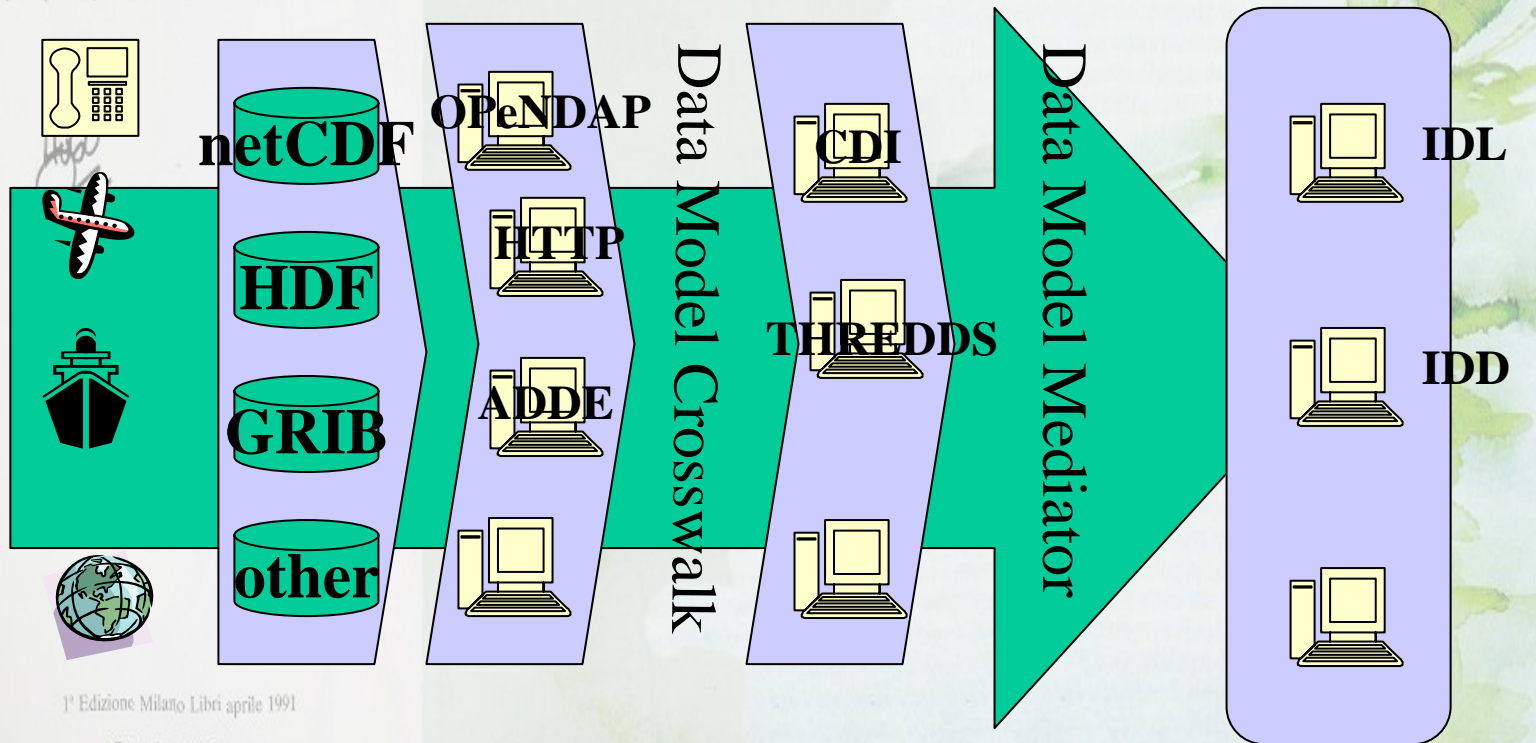 netCDF
HDF
GRIB
other
OPeNDAP
HTTP
ADDE
Data Model Crosswalk
CDI
THREDDS
Data Model Mediator
IDL
IDD
1ª Edizione Milano Libri aprile 1991